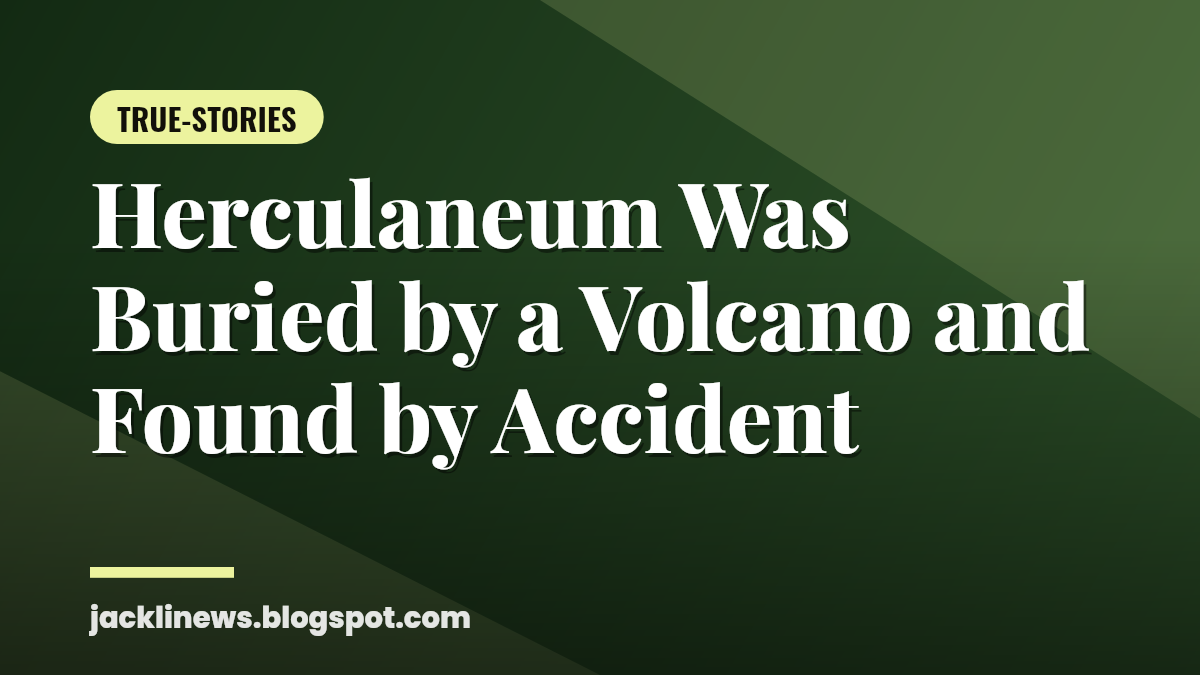 TRUE-STORIES
Herculaneum Was
Buried by a Volcano and
Found by Accident
jacklinews.blogspot.com